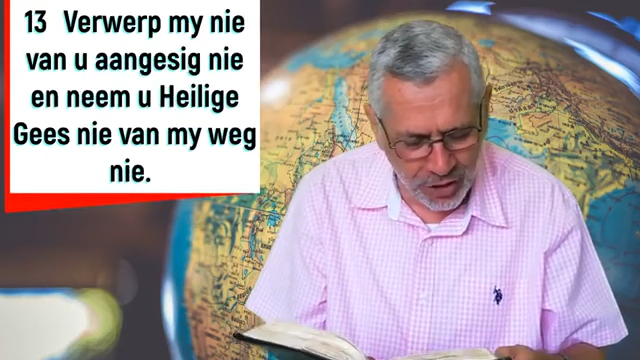 13 Verwerp my nie
van u aangesig nie
en neem u Heilige
Gees nie van my weg
nie.